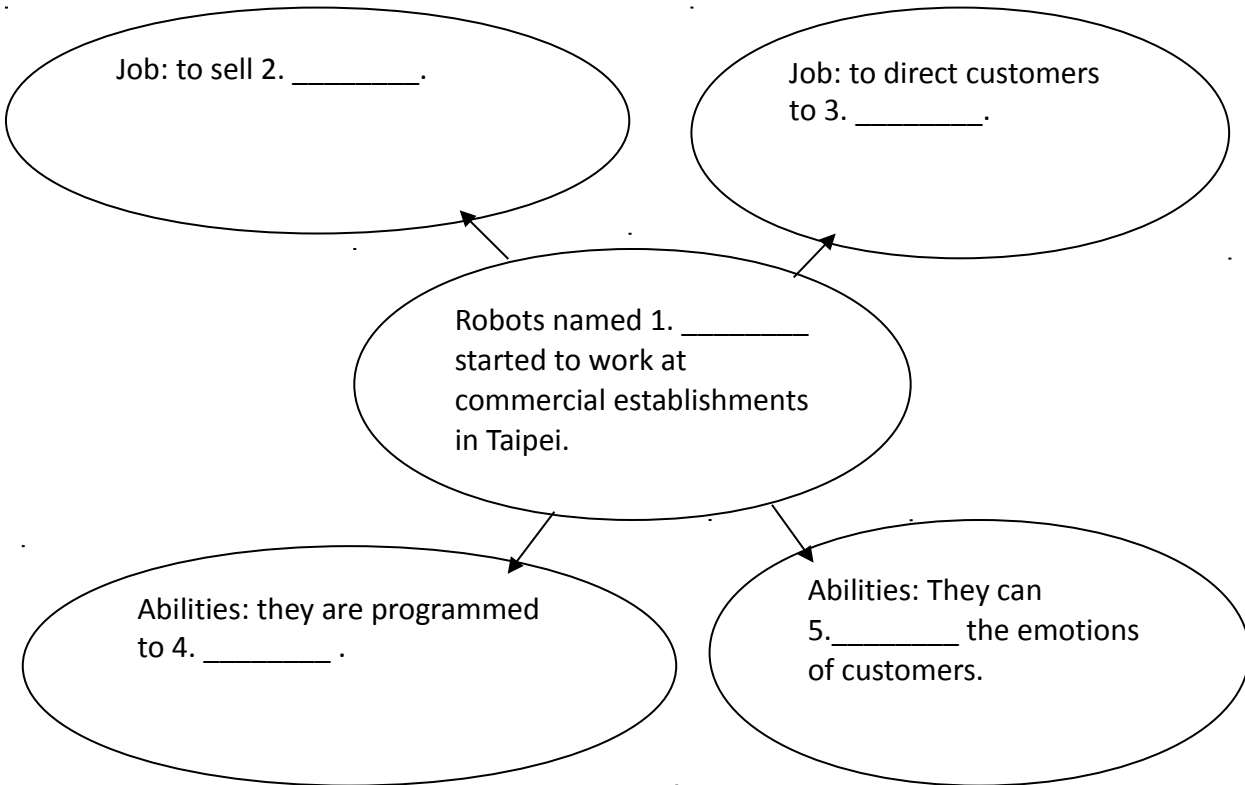 Job: to sell 2. ________.
Job: to direct customers
to 3. ________.
Robots named 1. ________
started to work at
commercial establishments
in Taipei.
Abilities: they are programmed
to 4. ________ .
Abilities: They can
5.________ the emotions
of customers.